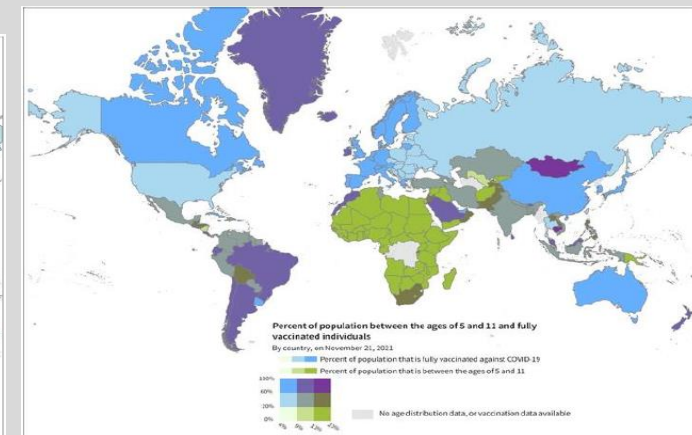 Percent of population between the ages of 5 and 11 and fully
vaccinated individuals
By country, on November 21, 2021
Percent of population that is fully vaccinated against COVID-19
Percent of population that is between the ages of 5 and 11
100%
60%
20%
0%
No age distribution data, or vaccination data available